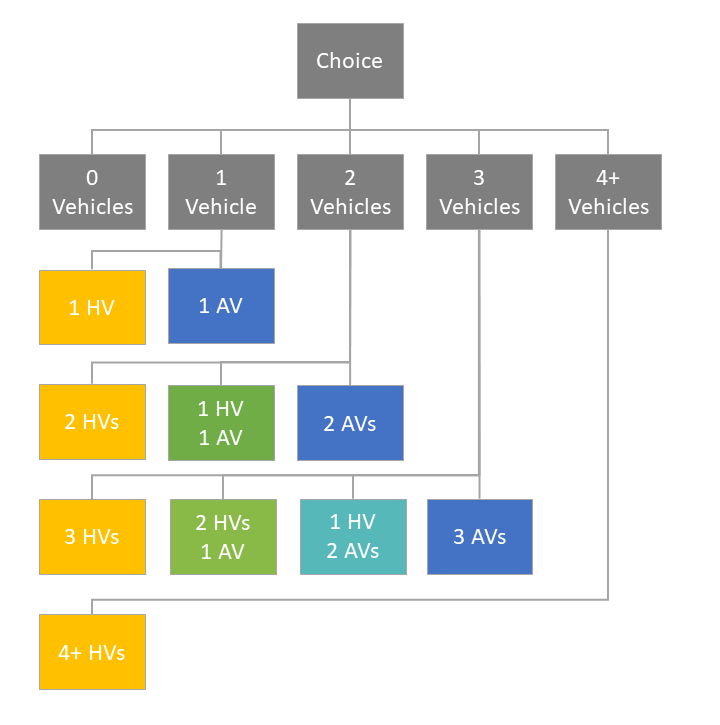 Choice
0
Vehicles
1
Vehicle
2
Vehicles
3
Vehicles
4+
Vehicles
1 HV
1 AV
2 HVs
1 HV
1 AV
2 AVs
3 HVs
2 HVs
1 AV
1 HV
2 AVs
3 AVs
4+ HVs